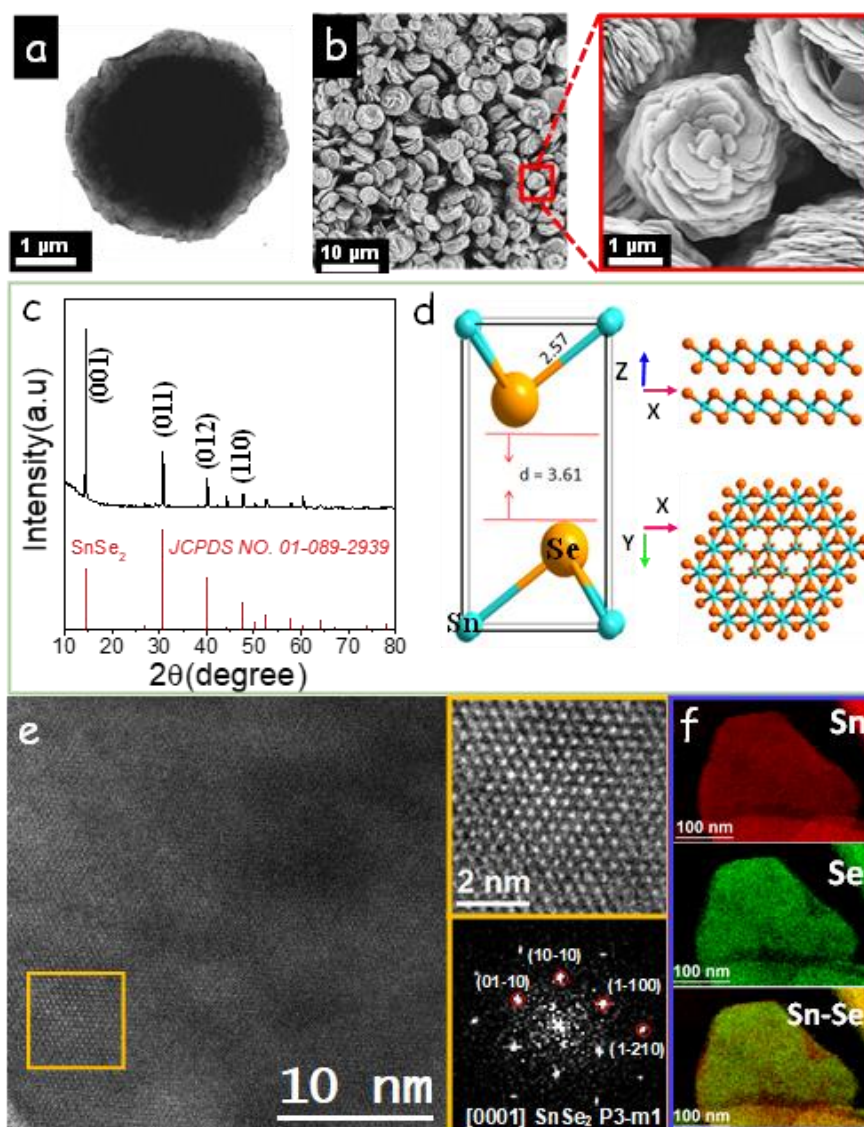 a
1 μm
b
10 μm
1 μm
c
Intensity(a.u)
(001)
(011)
(012)
(110)
SnSe2
JCPDS NO. 01-089-2939
10 20 30 40 50 60 70 80
2θ(degree)
d
2.57
d = 3.61
Se
Sn
Z
X
X
Y
e
10 nm
2 nm
(10-10)
(01-10)
(1-100)
(1-210)
[0001] SnSe2 P3-m1
f
Sn
100 nm
Se
100 nm
Sn-Se
100 nm